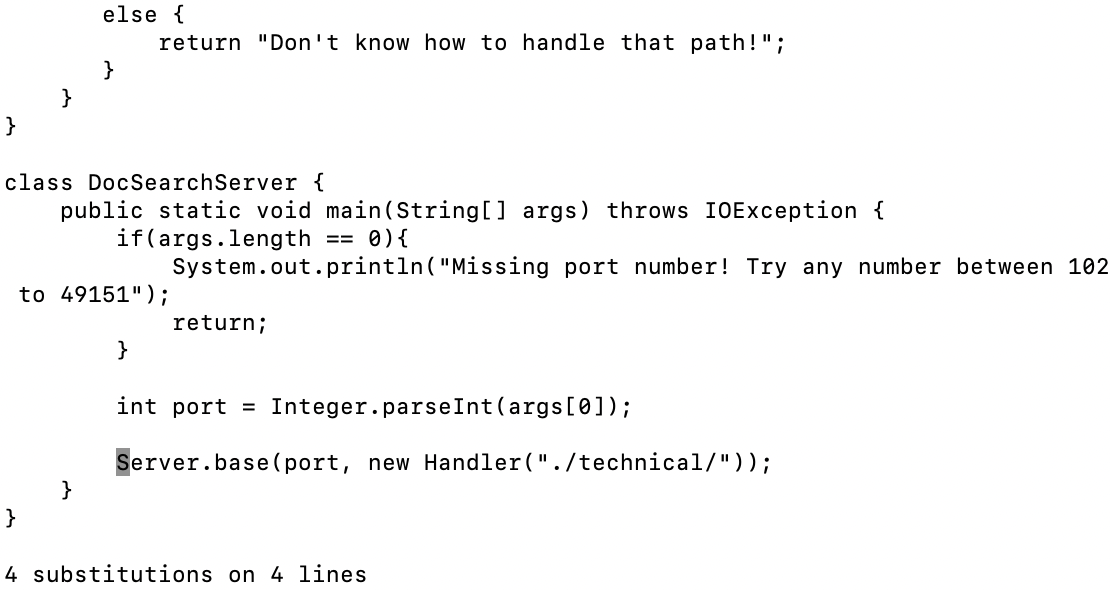 else {
return "Don't know how to handle that path!";
}
}
}
class DocSearchServer {
public static void main(String[] args) throws IOException {
if(args.length == 0){
System.out.println("Missing port number! Try any number between 102
to 49151");
return;
}
int port = Integer.parseInt(args[0]);
Server.base(port, new Handler("./technical/"));
}
}
4 substitutions on 4 lines